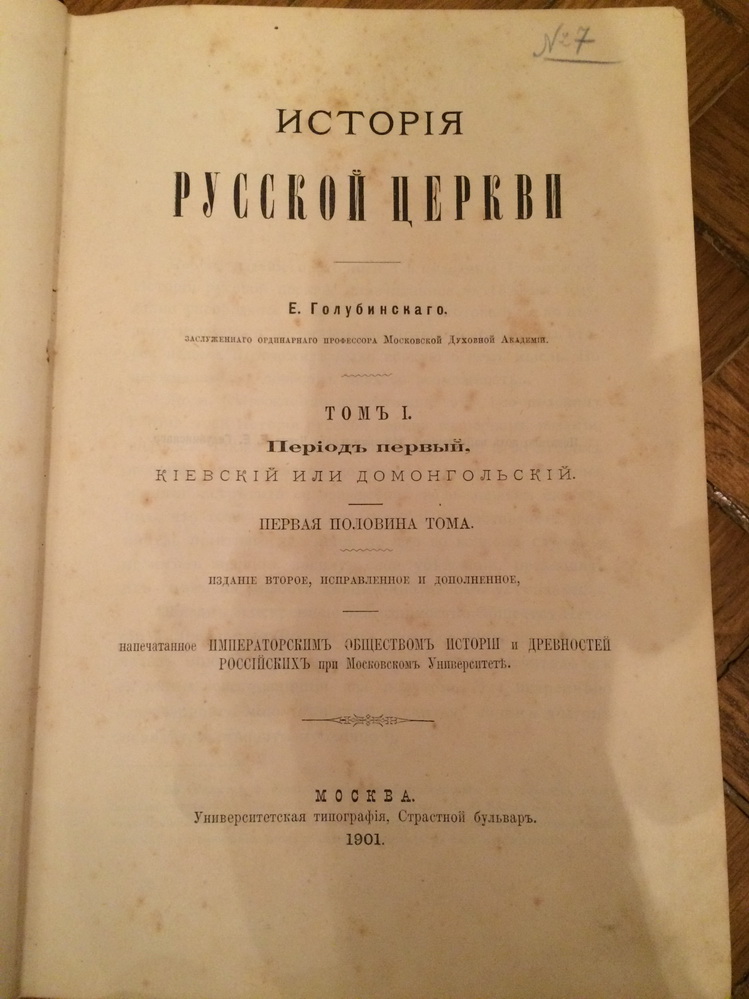 №27
ИСТОРІЯ
РУССКОЙ ЦЕРКВИ
Е. Голубинскаго.
заслуженнаго ординарнаго профессора Московской Духовной Академіи.
ТОМЪ I.
Періодъ первый,
КІЕВСКІЙ ИЛИ ДОМОНГОЛЬСКІЙ.
ПЕРВАЯ ПОЛОВИНА ТОМА.
ИЗДАНІЕ ВТОРОЕ, ИСПРАВЛЕННОЕ И ДОПОЛНЕННОЕ,
напечатанное ИМПЕРАТОРСКИМЪ ОБЩЕСТВОМЪ ИСТОРІИ и ДРЕВНОСТЕЙ
РОССІЙСКИХЪ при Московскомъ Университетѣ.
МОСКВА.
Университетская типографія, Страстной бульваръ.
1901.